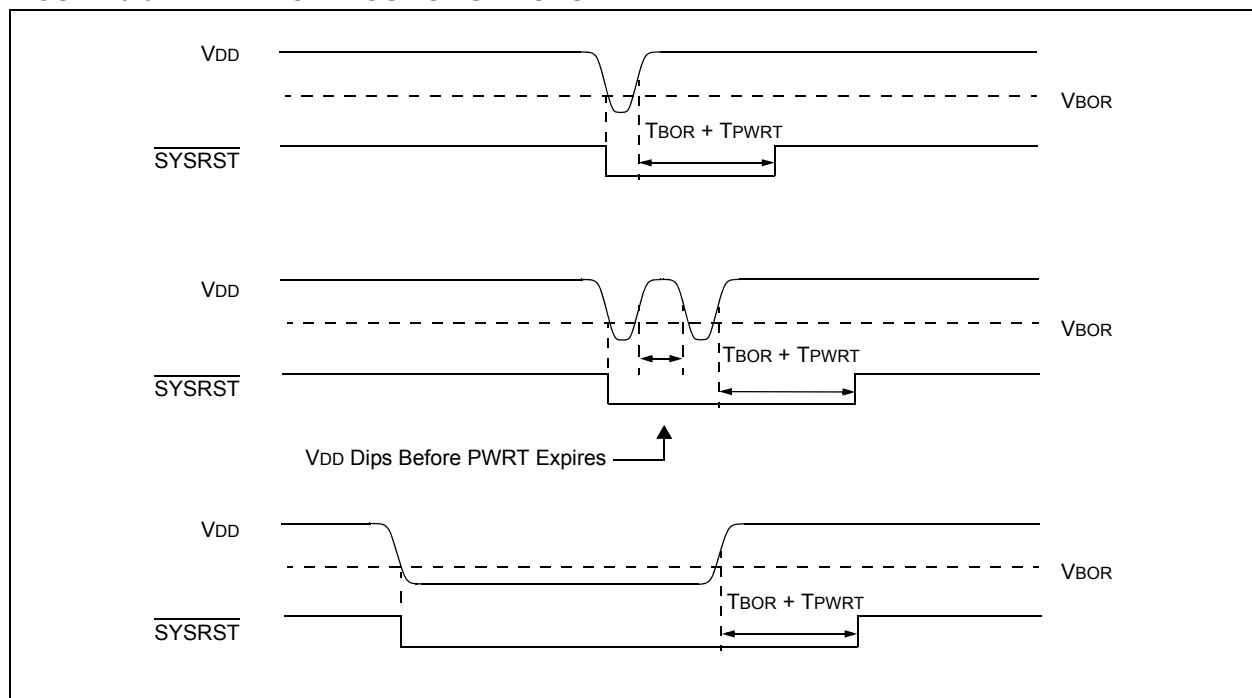 VDD
VBOR
TBOR + TPWRT
SYSRST
VDD
VBOR
TBOR + TPWRT
SYSRST
VDD Dips Before PWRT Expires
VDD
VBOR
TBOR + TPWRT
SYSRST